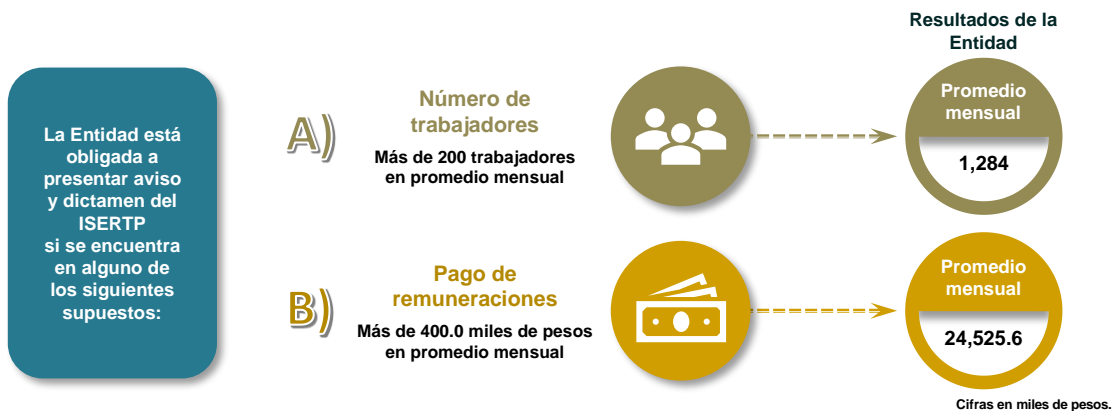 La Entidad está
obligada a
presentar aviso
y dictamen del
ISERTP
si se encuentra
en alguno de
los siguientes
supuestos:
A)
Número de
trabajadores
Más de 200 trabajadores
en promedio mensual
Resultados de la
Entidad
Promedio
mensual
1,284
B)
Pago de
remuneraciones
Más de 400.0 miles de pesos
en promedio mensual
Promedio
mensual
24,525.6
Cifras en miles de pesos.